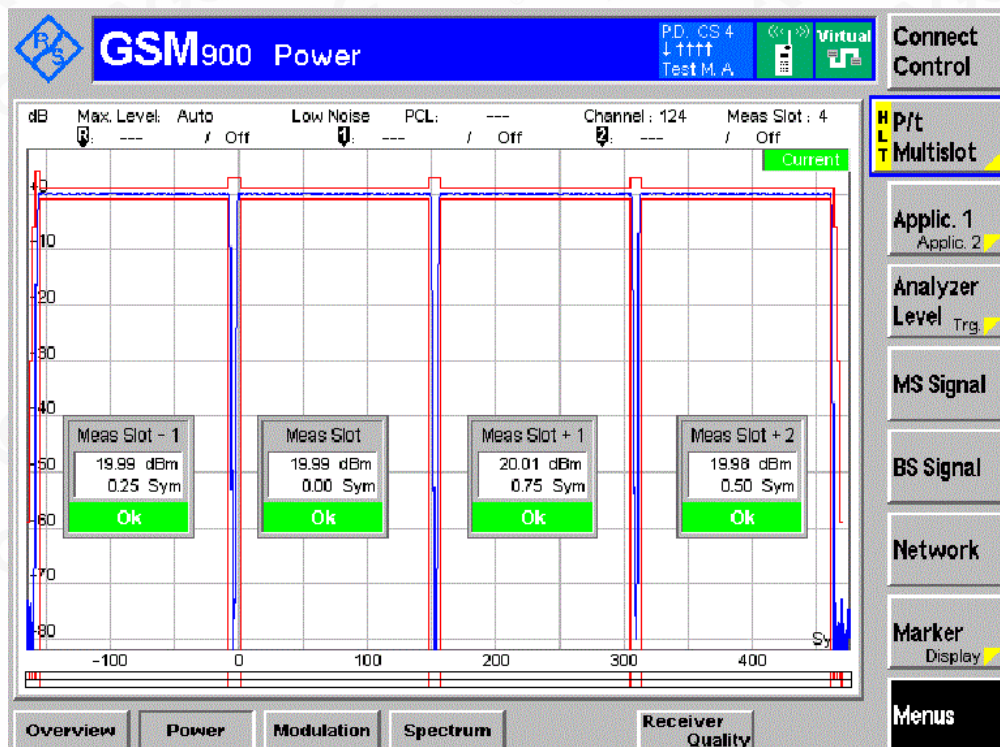 R/S
GSM900 Power
P.D. CS 4
↓ ↑↑↑↑
Test M. A
Virtual
Connect
Control
dB Max. Level: Auto Low Noise PCL: --- Channel : 124 Meas Slot : 4
R: --- / Off 1: --- / Off 2: --- / Off
HLT
P/t
Multislot
Current
+0
-10
-20
-30
-40
-50
-60
-70
-80
Meas Slot - 1
19.99 dBm
0.25 Sym
Ok
Meas Slot
19.99 dBm
0.00 Sym
Ok
Meas Slot + 1
20.01 dBm
0.75 Sym
Ok
Meas Slot + 2
19.98 dBm
0.50 Sym
Ok
Sy
-100 0 100 200 300 400
Applic. 1
Applic. 2
Analyzer
Level Trg.
MS Signal
BS Signal
Network
Marker
Display
Menus
Overview Power Modulation Spectrum Receiver
Quality